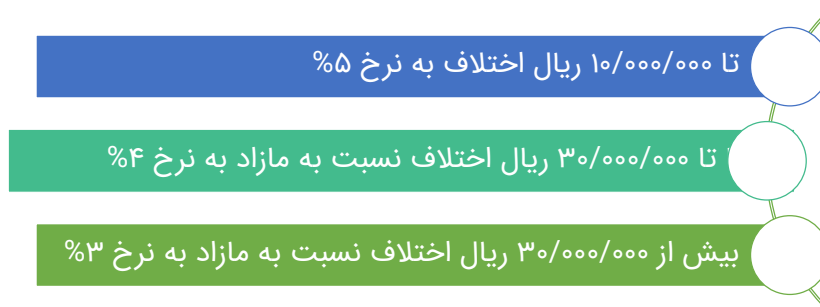 تا ۱۰/۰۰۰/۰۰۰ ریال اختلاف به نرخ ۵%
تا ۳۰/۰۰۰/۰۰۰ ریال اختلاف نسبت به مازاد به نرخ ۴%
بیش از ۳۰/۰۰۰/۰۰۰ ریال اختلاف نسبت به مازاد به نرخ ۳%